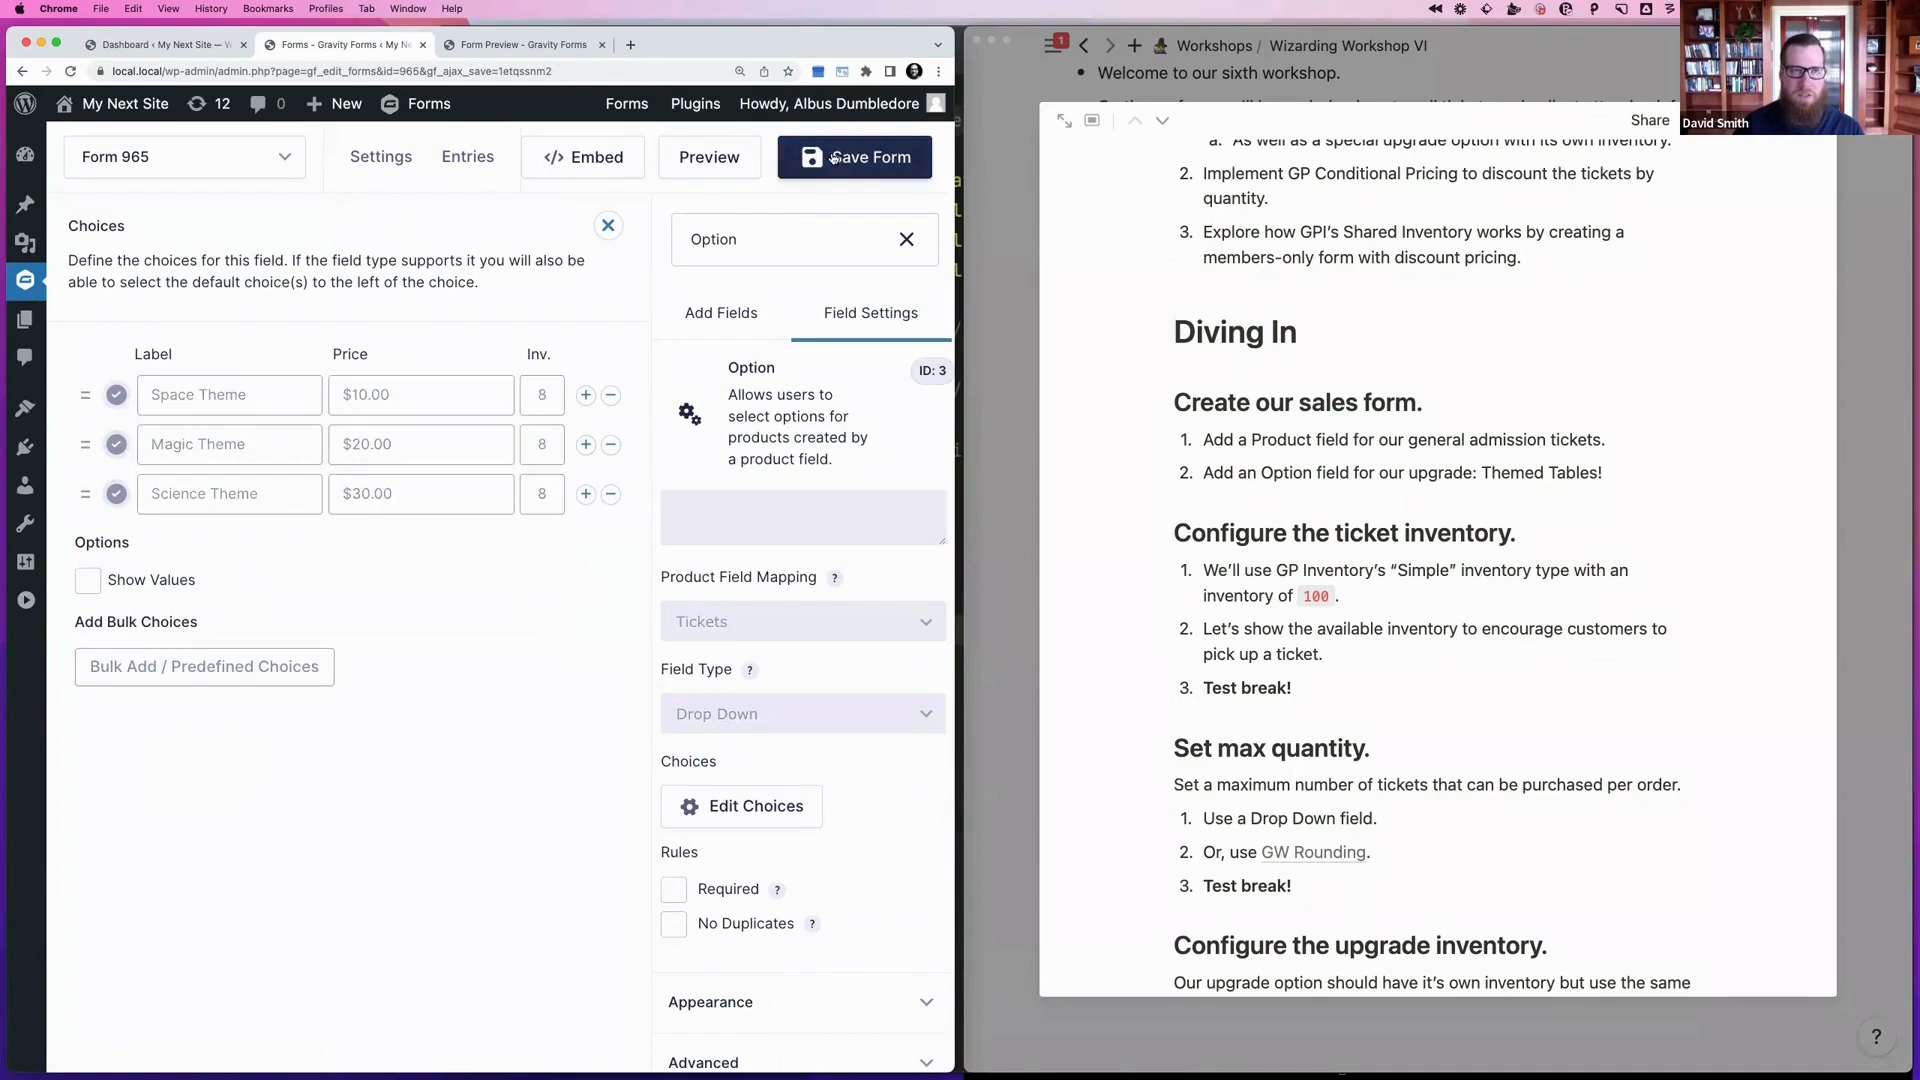 Chrome File Edit View History Bookmarks Profiles Tab Window Help
Dashboard ‹ My Next Site — W
Forms - Gravity Forms ‹ My Ne
Form Preview - Gravity Forms
local.local/wp-admin/admin.php?page=gf_edit_forms&id=965&gf_ajax_save=1etqssnm2
My Next Site 12 0 New Forms Forms Plugins Howdy, Albus Dumbledore
Form 965 Settings Entries </> Embed Preview Save Form
Choices
Define the choices for this field. If the field type supports it you will also be
able to select the default choice(s) to the left of the choice.
Label Price Inv.
Space Theme $10.00 8
Magic Theme $20.00 8
Science Theme $30.00 8
Options
Show Values
Add Bulk Choices
Bulk Add / Predefined Choices
Option
Add Fields Field Settings
Option ID: 3
Allows users to
select options for
products created by
a product field.
Product Field Mapping ?
Tickets
Field Type ?
Drop Down
Choices
Edit Choices
Rules
Required ?
No Duplicates ?
Appearance
Advanced
1
Workshops / Wizarding Workshop VI
• Welcome to our sixth workshop.
Share
David Smith
a. As well as a special upgrade option with its own inventory.
2. Implement GP Conditional Pricing to discount the tickets by
quantity.
3. Explore how GPI's Shared Inventory works by creating a
members-only form with discount pricing.
Diving In
Create our sales form.
1. Add a Product field for our general admission tickets.
2. Add an Option field for our upgrade: Themed Tables!
Configure the ticket inventory.
1. We'll use GP Inventory's “Simple” inventory type with an
inventory of 100.
2. Let's show the available inventory to encourage customers to
pick up a ticket.
3. Test break!
Set max quantity.
Set a maximum number of tickets that can be purchased per order.
1. Use a Drop Down field.
2. Or, use GW Rounding.
3. Test break!
Configure the upgrade inventory.
Our upgrade option should have it's own inventory but use the same
?